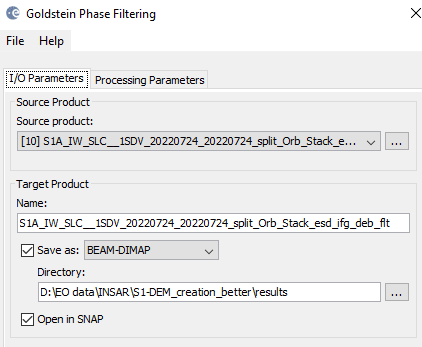 Goldstein Phase Filtering
File Help
I/O Parameters Processing Parameters
Source Product
Source product:
[10] S1A_IW_SLC__1SDV_20220724_20220724_split_Orb_Stack_e... ...
Target Product
Name:
S1A_IW_SLC__1SDV_20220724_20220724_split_Orb_Stack_esd_ifg_deb_flt
Save as: BEAM-DIMAP
Directory:
D:\EO data\INSAR\S1-DEM_creation_better\results ...
Open in SNAP